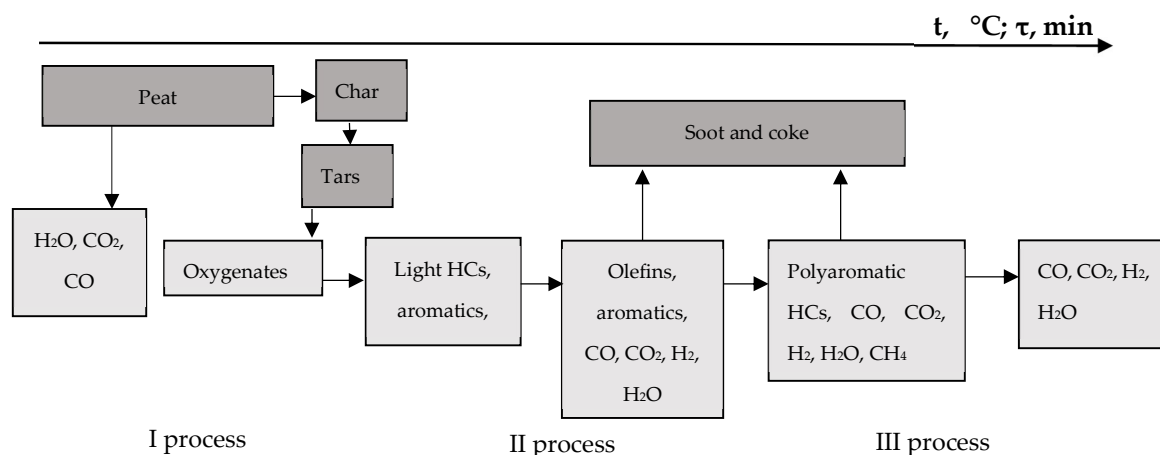 t, °C; τ, min
Peat
Char
Soot and coke
Tars
H₂O, CO₂,
CO
Oxygenates
Light HCs,
aromatics,
Olefins,
aromatics,
CO, CO₂, H₂,
H₂O
Polyaromatic
HCs, CO, CO₂,
H₂, H₂O, CH₄
CO, CO₂, H₂,
H₂O
I process
II process
III process